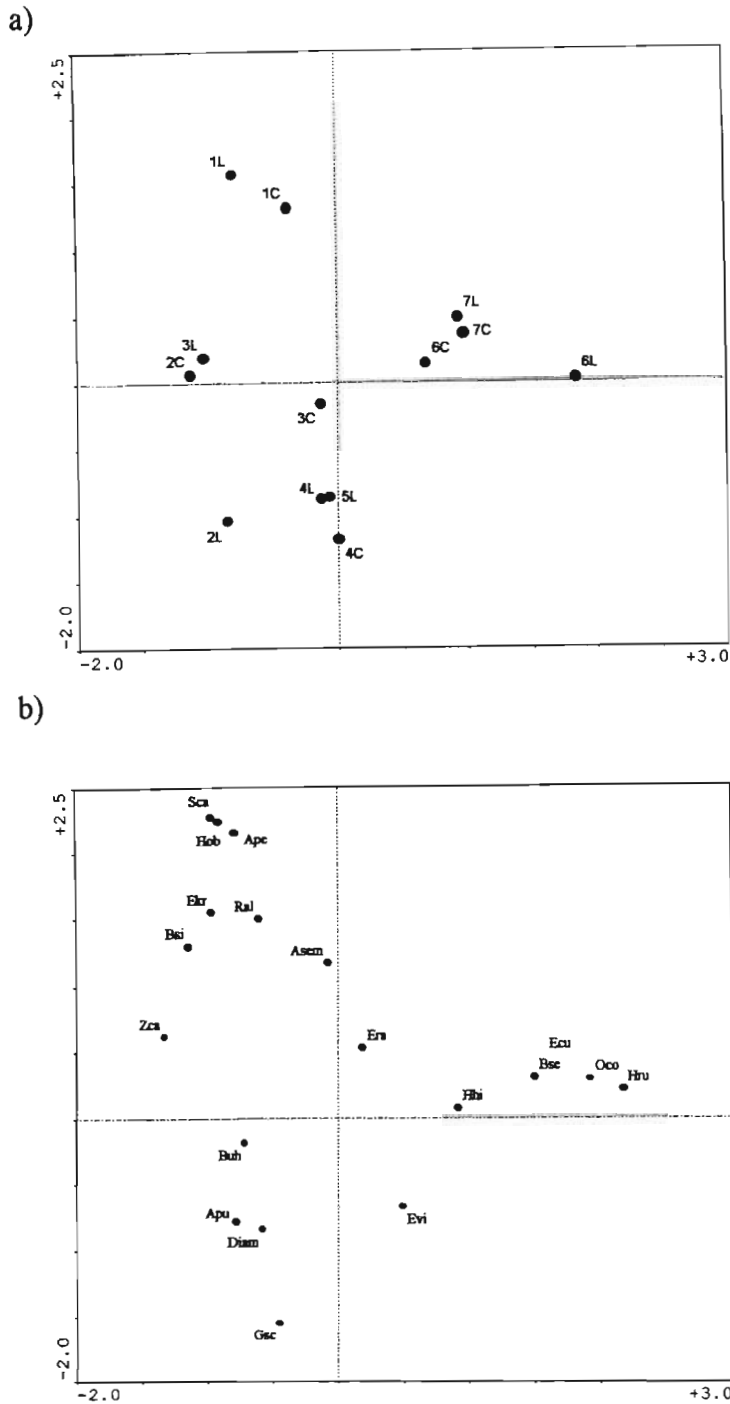 a)
+2.5
1L
1C
7L
7C
6C
6L
3L
2C
3C
4L
5L
2L
4C
-2.0
-2.0
+3.0
b)
+2.5
Sca
Hob
Ape
Ekr
Ral
Bsi
Asem
Zca
Era
Ecu
Bse
Oco
Hru
Hhi
Buh
Apu
Diam
Evi
Gsc
-2.0
-2.0
+3.0